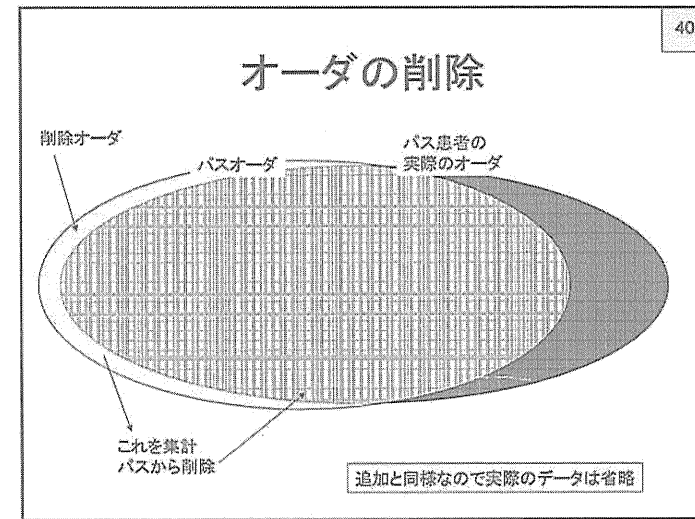 40
オーダの削除
削除オーダ
パスオーダ
パス患者の
実際のオーダ
これを集計
パスから削除
追加と同様なので実際のデータは省略